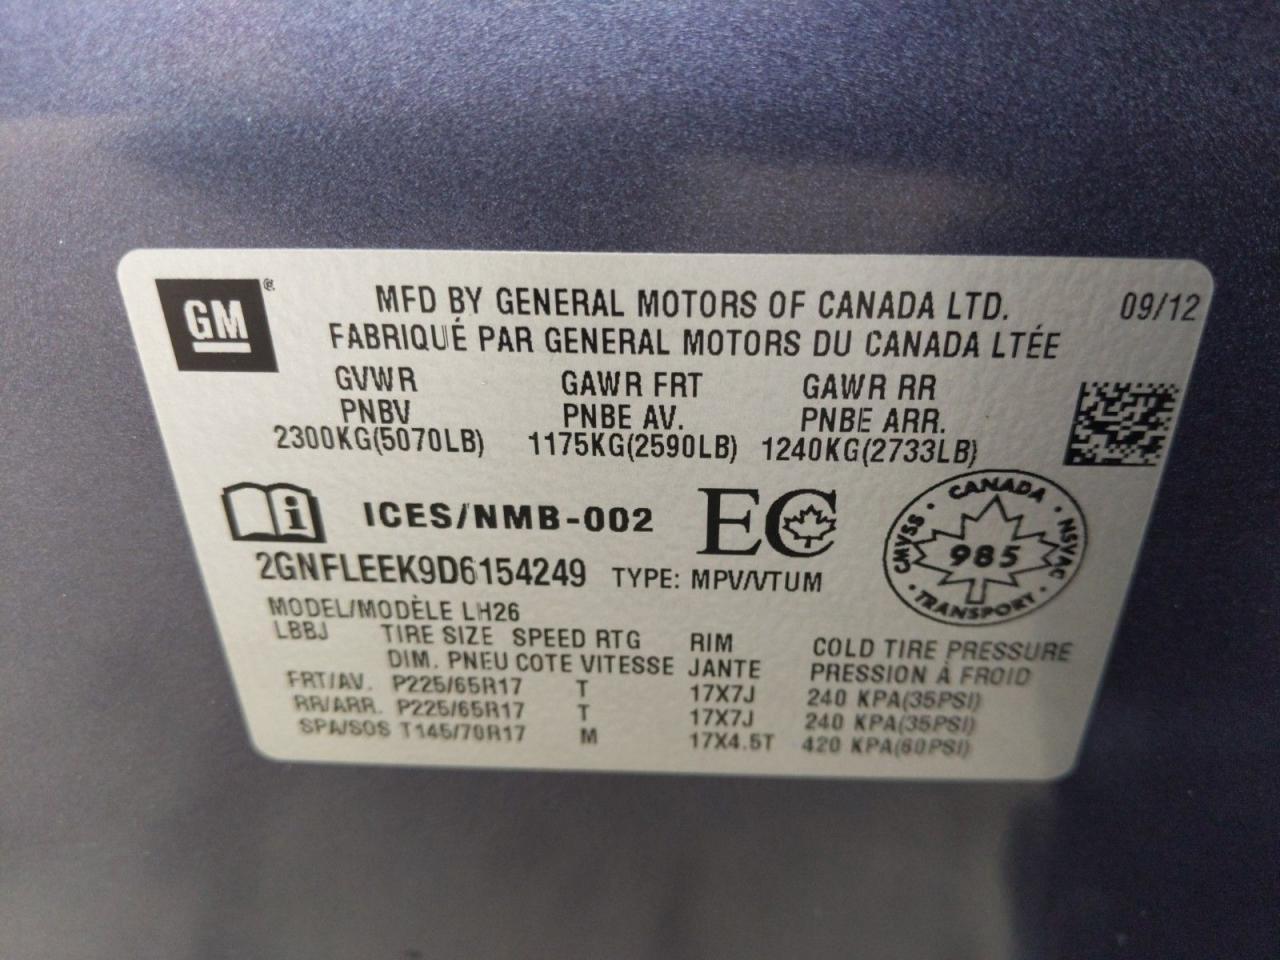 GM®
MFD BY GENERAL MOTORS OF CANADA LTD. 09/12
FABRIQUÉ PAR GENERAL MOTORS DU CANADA LTÉE
GVWR GAWR FRT GAWR RR
PNBV PNBE AV. PNBE ARR.
2300KG(5070LB) 1175KG(2590LB) 1240KG(2733LB)
i ICES/NMB-002 EC
CANADA
CMVSS • 985 • NSVAC
• TRANSPORT •
2GNFLEEK9D6154249 TYPE: MPV/VTUM
MODEL/MODÈLE LH26
LBBJ TIRE SIZE SPEED RTG RIM COLD TIRE PRESSURE
DIM. PNEU COTE VITESSE JANTE PRESSION À FROID
FRT/AV. P225/65R17 T 17X7J 240 KPA(35PSI)
RR/ARR. P225/65R17 T 17X7J 240 KPA(35PSI)
SPA/SOS T145/70R17 M 17X4.5T 420 KPA(60PSI)